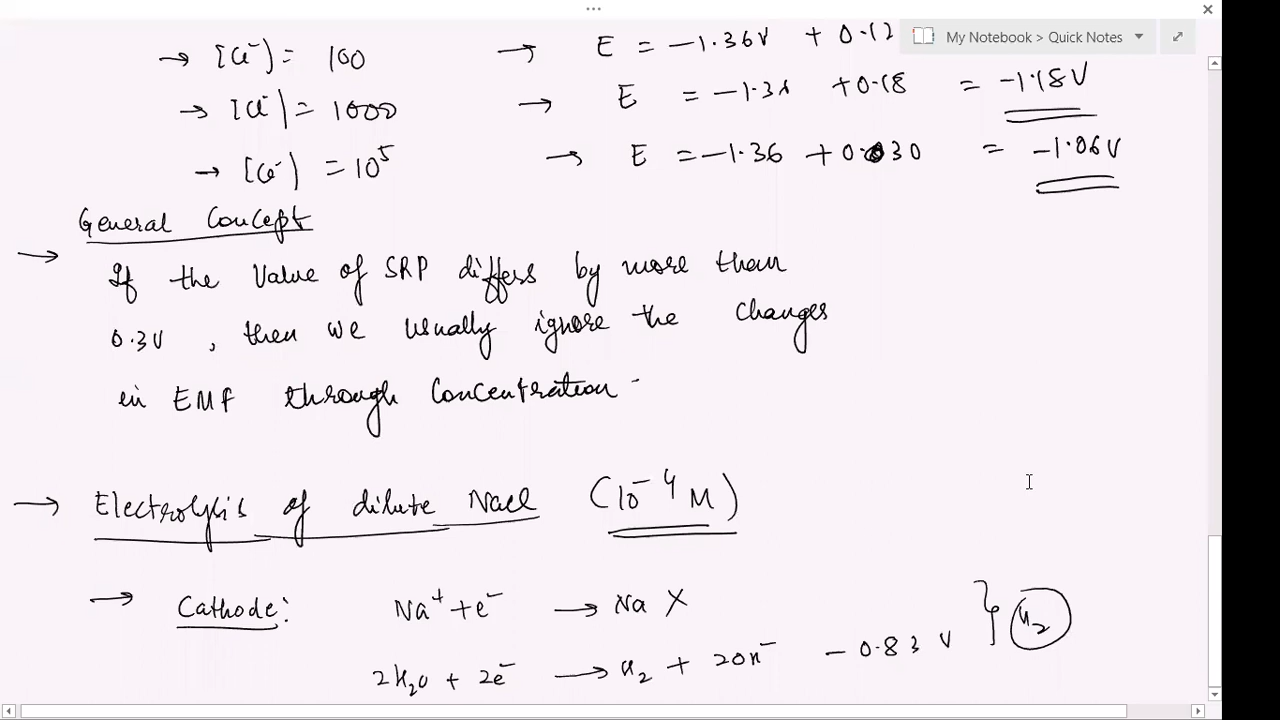 → [Cl⁻] = 100 → E = -1.36V + 0.12
My Notebook > Quick Notes
→ [Cl⁻] = 1000 → E = -1.36 + 0.18 = -1.18V
→ [Cl⁻] = 10⁵ → E = -1.36 + 0.30 = -1.06V
General Concept
→ If the value of SRP differs by more than
0.3V , then we usually ignore the changes
in EMF through concentration -
→ Electrolysis of dilute NaCl (10⁻⁴ M)
→ Cathode: Na⁺ + e⁻ → Na X
2H₂O + 2e⁻ → H₂ + 2OH⁻ - 0.83 V } H₂